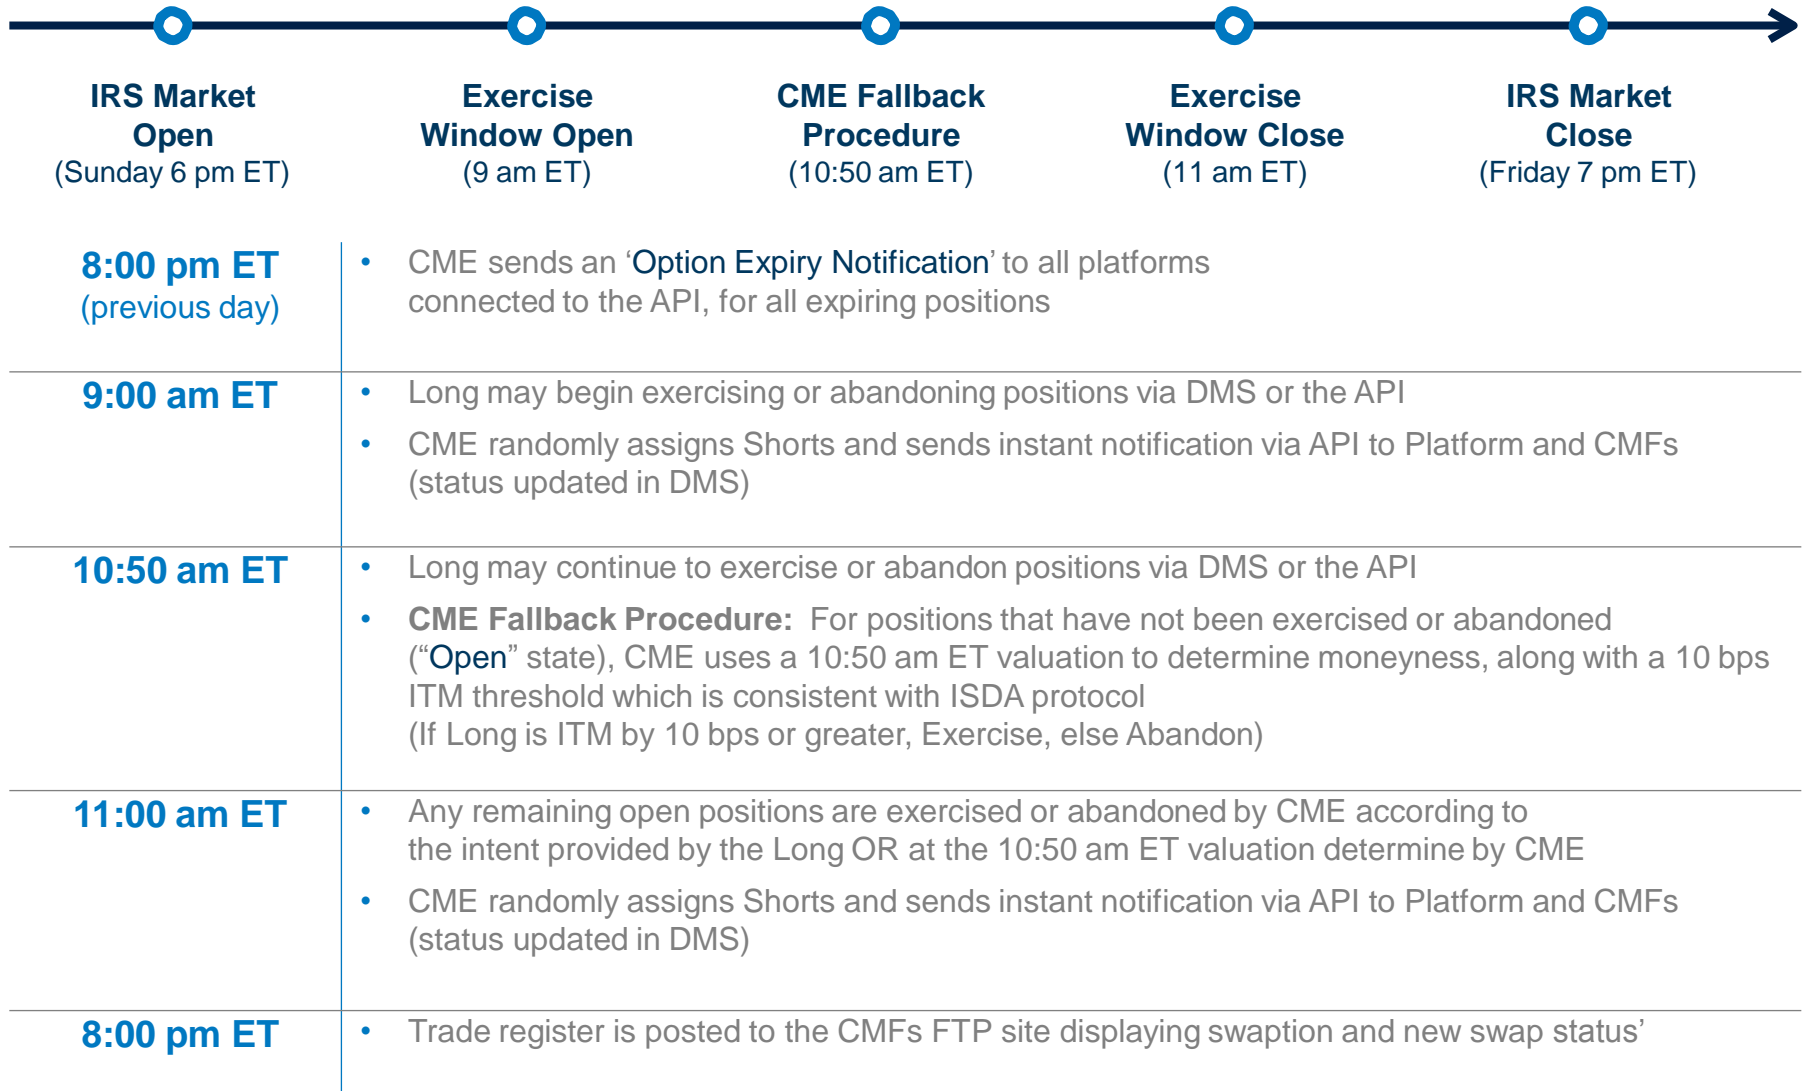 IRS Market
Open
(Sunday 6 pm ET)
Exercise
Window Open
(9 am ET)
CME Fallback
Procedure
(10:50 am ET)
Exercise
Window Close
(11 am ET)
IRS Market
Close
(Friday 7 pm ET)
8:00 pm ET
(previous day)
• CME sends an ‘Option Expiry Notification’ to all platforms
connected to the API, for all expiring positions
9:00 am ET
• Long may begin exercising or abandoning positions via DMS or the API
• CME randomly assigns Shorts and sends instant notification via API to Platform and CMFs
(status updated in DMS)
10:50 am ET
• Long may continue to exercise or abandon positions via DMS or the API
• CME Fallback Procedure: For positions that have not been exercised or abandoned
(“Open” state), CME uses a 10:50 am ET valuation to determine moneyness, along with a 10 bps
ITM threshold which is consistent with ISDA protocol
(If Long is ITM by 10 bps or greater, Exercise, else Abandon)
11:00 am ET
• Any remaining open positions are exercised or abandoned by CME according to
the intent provided by the Long OR at the 10:50 am ET valuation determine by CME
• CME randomly assigns Shorts and sends instant notification via API to Platform and CMFs
(status updated in DMS)
8:00 pm ET
• Trade register is posted to the CMFs FTP site displaying swaption and new swap status’